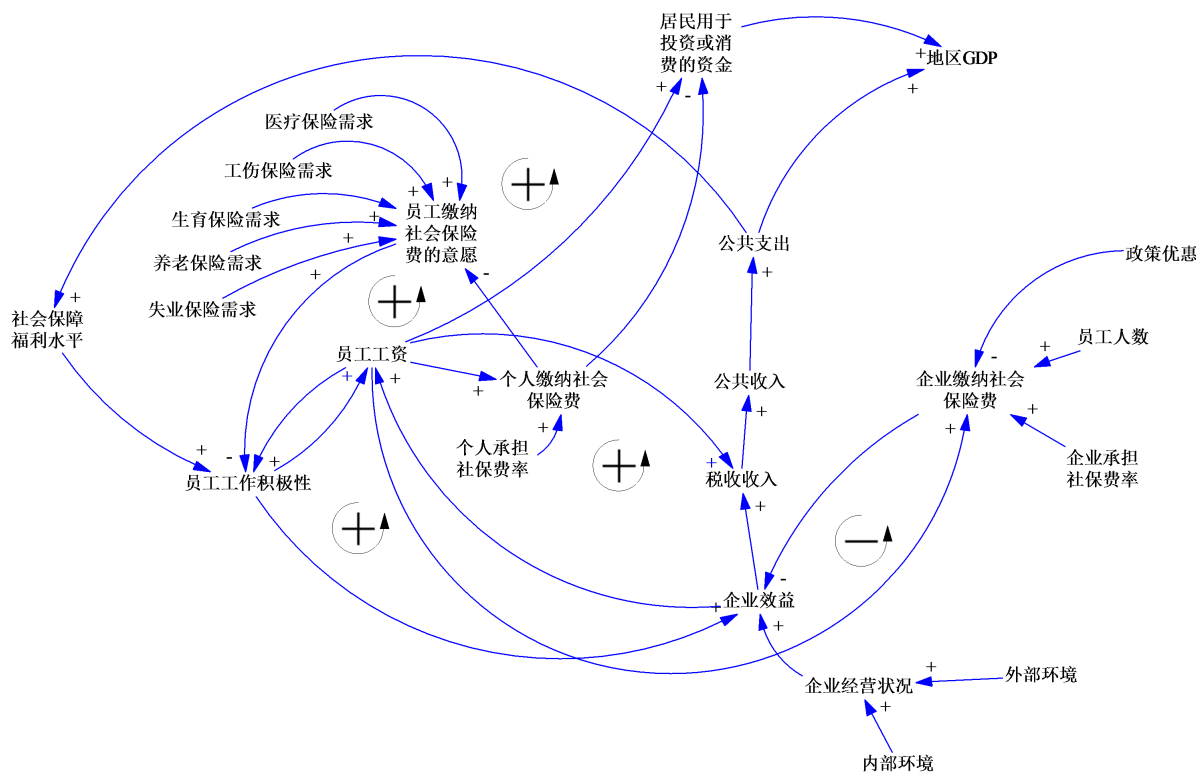 居民用于
投资或消
费的资金
地区GDP
医疗保险需求
工伤保险需求
生育保险需求
养老保险需求
失业保险需求
员工缴纳
社会保险
费的意愿
公共支出
政策优惠
社会保障
福利水平
员工工资
个人缴纳社会
保险费
公共收入
员工人数
企业缴纳社会
保险费
个人承担
社保费率
企业承担
社保费率
税收收入
员工工作积极性
企业效益
企业经营状况
外部环境
内部环境